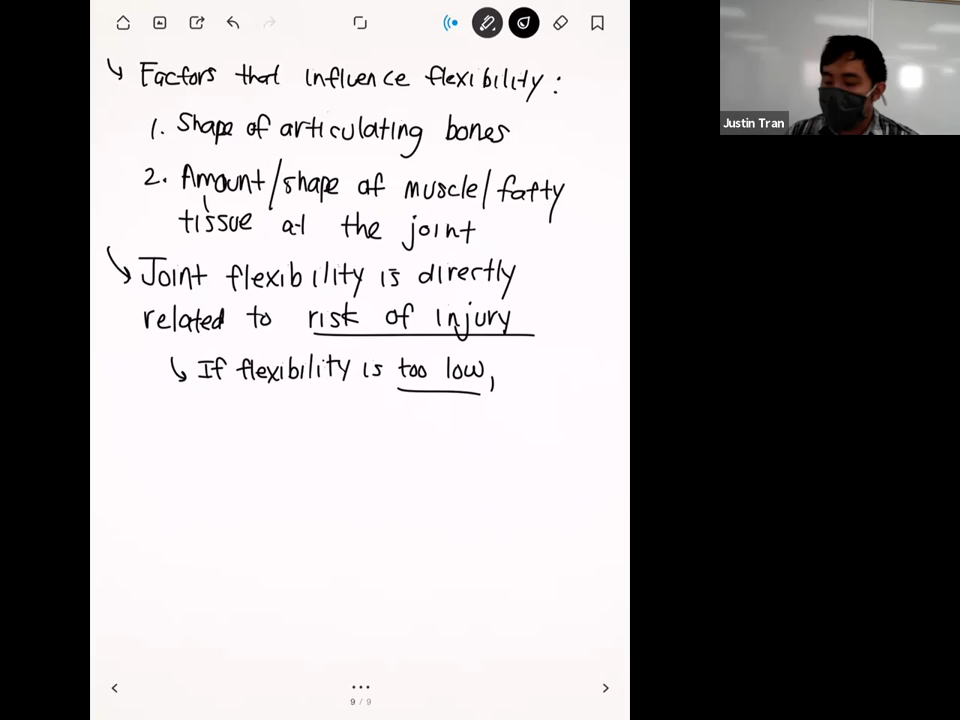 ↳ Factors that influence flexibility:
1. Shape of articulating bones
2. Amount/shape of muscle/fatty
tissue at the joint
↳ Joint flexibility is directly
related to risk of injury
↳ If flexibility is too low,
Justin Tran
9 / 9